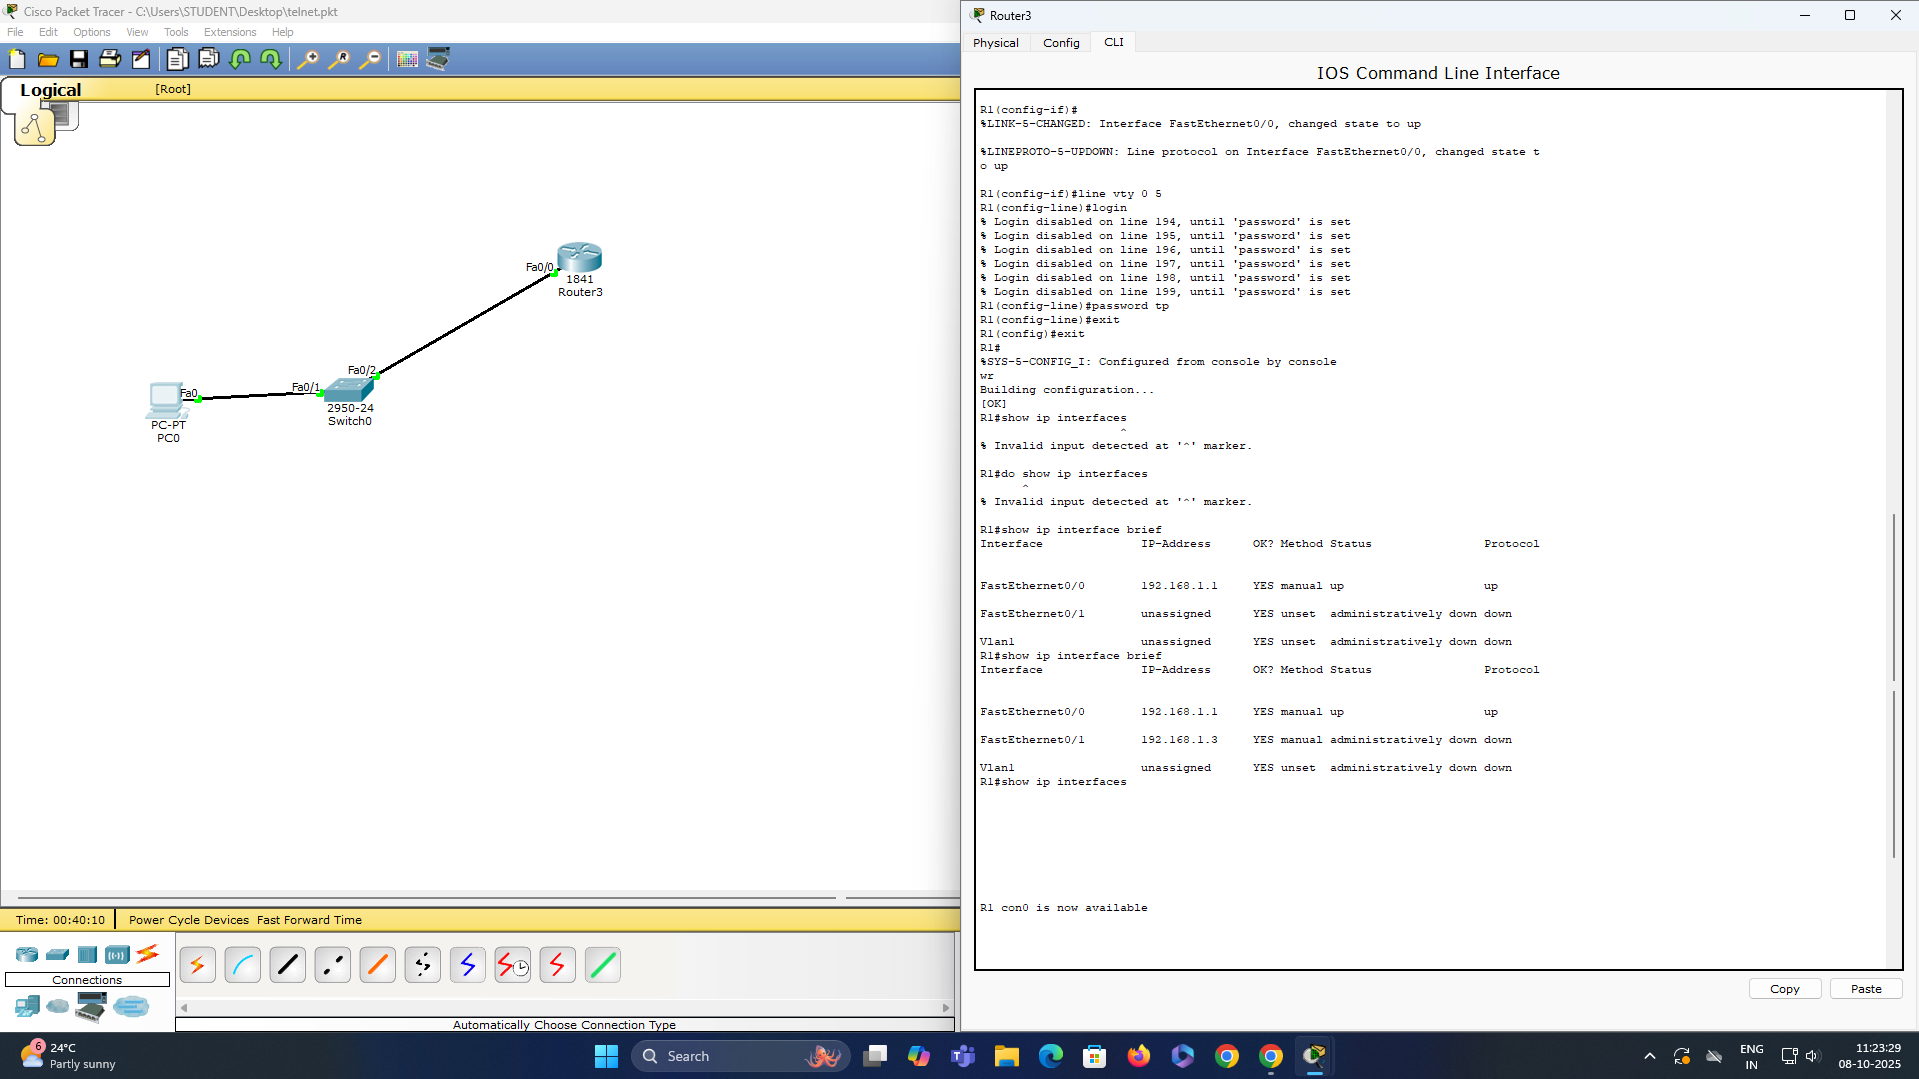 Cisco Packet Tracer - C:\Users\STUDENT\Desktop\telnet.pkt
File Edit Options View Tools Extensions Help
Logical
[Root]
Fa0/0
1841
Router3
Fa0/2
Fa0/1
2950-24
Switch0
Fa0
PC-PT
PC0
Time: 00:40:10
Power Cycle Devices Fast Forward Time
Connections
Automatically Choose Connection Type
Router3
Physical Config CLI
IOS Command Line Interface
R1(config-if)#
%LINK-5-CHANGED: Interface FastEthernet0/0, changed state to up
%LINEPROTO-5-UPDOWN: Line protocol on Interface FastEthernet0/0, changed state t
o up
R1(config-if)#line vty 0 5
R1(config-line)#login
% Login disabled on line 194, until 'password' is set
% Login disabled on line 195, until 'password' is set
% Login disabled on line 196, until 'password' is set
% Login disabled on line 197, until 'password' is set
% Login disabled on line 198, until 'password' is set
% Login disabled on line 199, until 'password' is set
R1(config-line)#password tp
R1(config-line)#exit
R1(config)#exit
R1#
%SYS-5-CONFIG_I: Configured from console by console
wr
Building configuration...
[OK]
R1#show ip interfaces
^
% Invalid input detected at '^' marker.
R1#do show ip interfaces
^
% Invalid input detected at '^' marker.
R1#show ip interface brief
Interface IP-Address OK? Method Status Protocol
FastEthernet0/0 192.168.1.1 YES manual up up
FastEthernet0/1 unassigned YES unset administratively down down
Vlan1 unassigned YES unset administratively down down
R1#show ip interface brief
Interface IP-Address OK? Method Status Protocol
FastEthernet0/0 192.168.1.1 YES manual up up
FastEthernet0/1 192.168.1.3 YES manual administratively down down
Vlan1 unassigned YES unset administratively down down
R1#show ip interfaces
R1 con0 is now available
Copy Paste
6
24°C
Partly sunny
Search
ENG
IN
11:23:29
08-10-2025